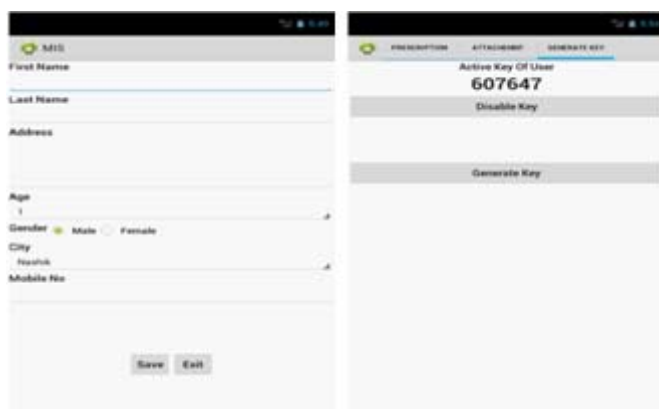 MIS
First Name
Last Name
Address
Age
1
Gender Male Female
City
Nashik
Mobile No
Save Exit
PRESCRIPTION ATTACHMENT GENERATE KEY
Active Key Of User
607647
Disable Key
Generate Key